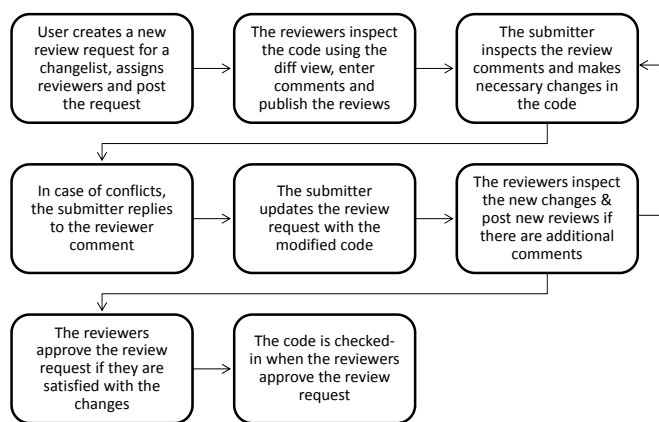 User creates a new
review request for a
changelist, assigns
reviewers and post
the request
The reviewers inspect
the code using the
diff view, enter
comments and
publish the reviews
The submitter
inspects the review
comments and makes
necessary changes in
the code
In case of conflicts,
the submitter replies
to the reviewer
comment
The submitter
updates the review
request with the
modified code
The reviewers inspect
the new changes &
post new reviews if
there are additional
comments
The reviewers
approve the review
request if they are
satisfied with the
changes
The code is checked-
in when the reviewers
approve the review
request